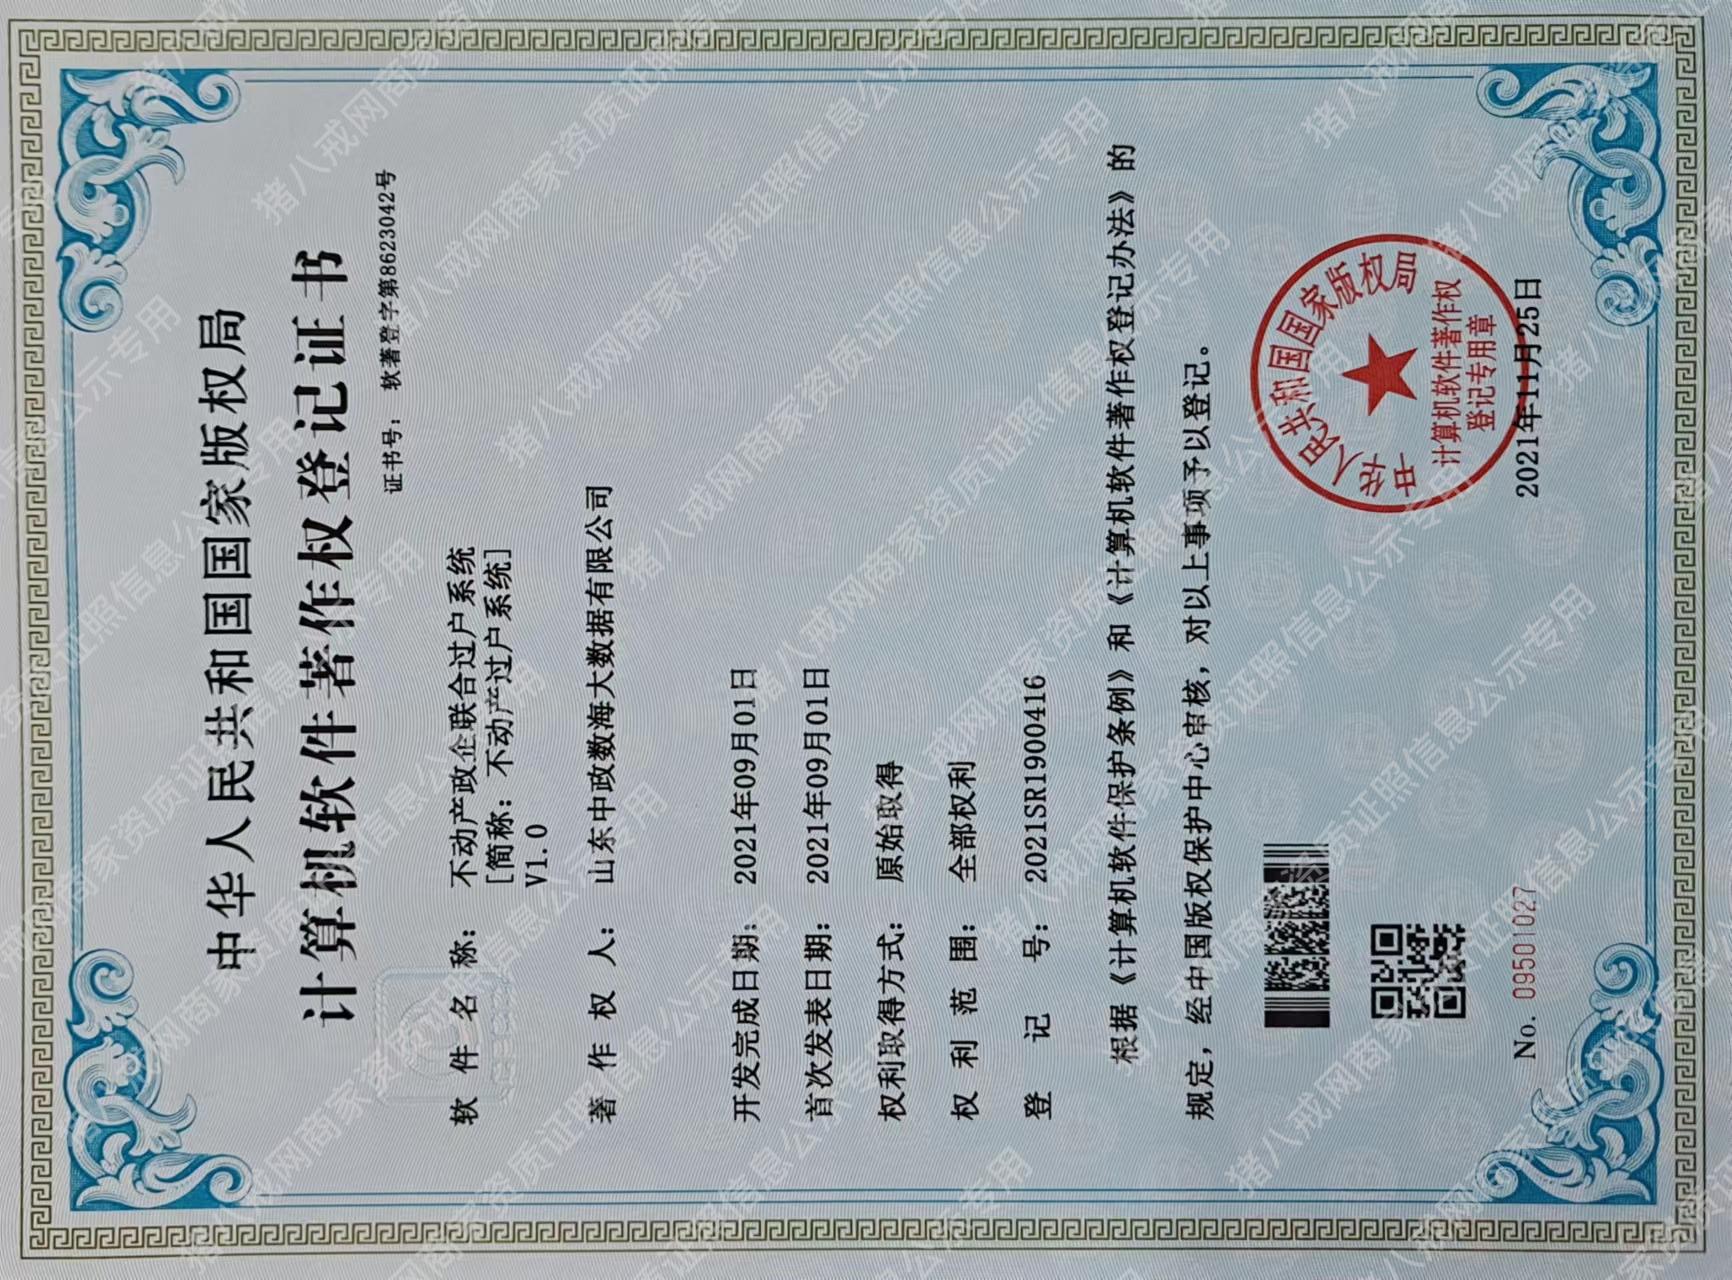 中华人民共和国国家版权局
计算机软件著作权登记证书
证书号： 软著登字第8623042号
软件名称： 不动产政企联合过户系统
[简称：不动产过户系统]
V1.0
著作权人： 山东中政数海大数据有限公司
开发完成日期： 2021年09月01日
首次发表日期： 2021年09月01日
权利取得方式： 原始取得
权利范围： 全部权利
登记号： 2021SR1900416
根据《计算机软件保护条例》和《计算机软件著作权登记办法》的
规定，经中国版权保护中心审核，对以上事项予以登记。
中华人民共和国国家版权局
计算机软件著作权
登记专用章
No. 09501027
2021年11月25日
猪八戒网商家资质证照信息公示专用